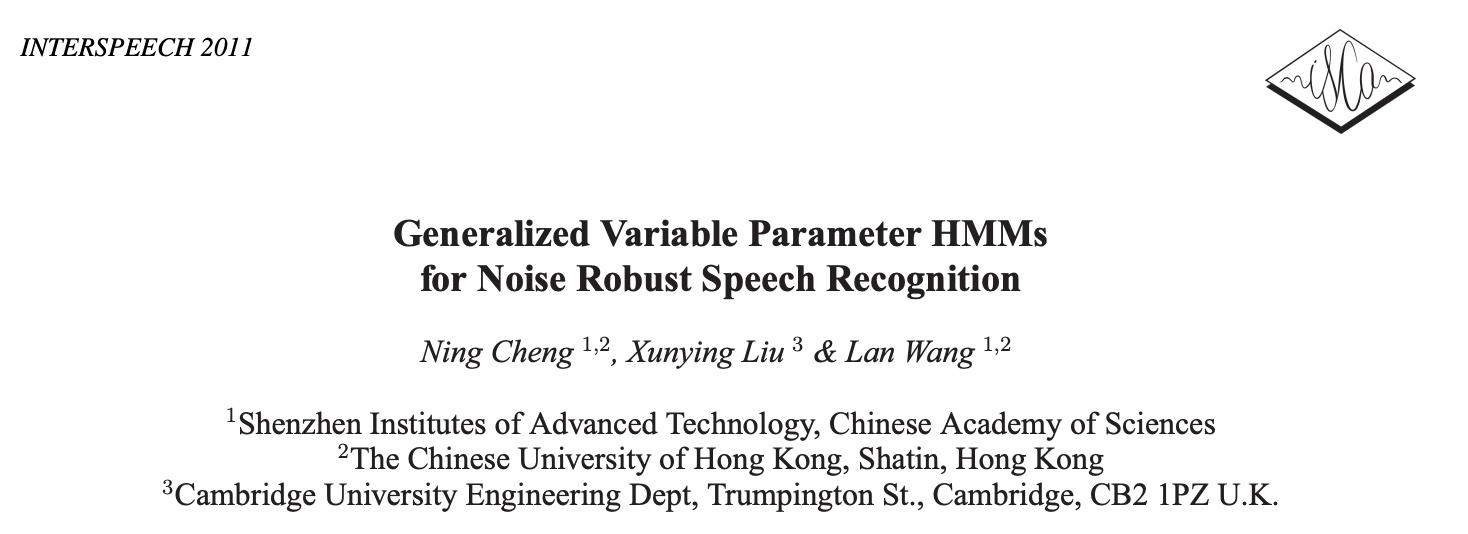 INTERSPEECH 2011
isca
Generalized Variable Parameter HMMs
for Noise Robust Speech Recognition
Ning Cheng 1,2, Xunying Liu 3 & Lan Wang 1,2
1Shenzhen Institutes of Advanced Technology, Chinese Academy of Sciences
2The Chinese University of Hong Kong, Shatin, Hong Kong
3Cambridge University Engineering Dept, Trumpington St., Cambridge, CB2 1PZ U.K.